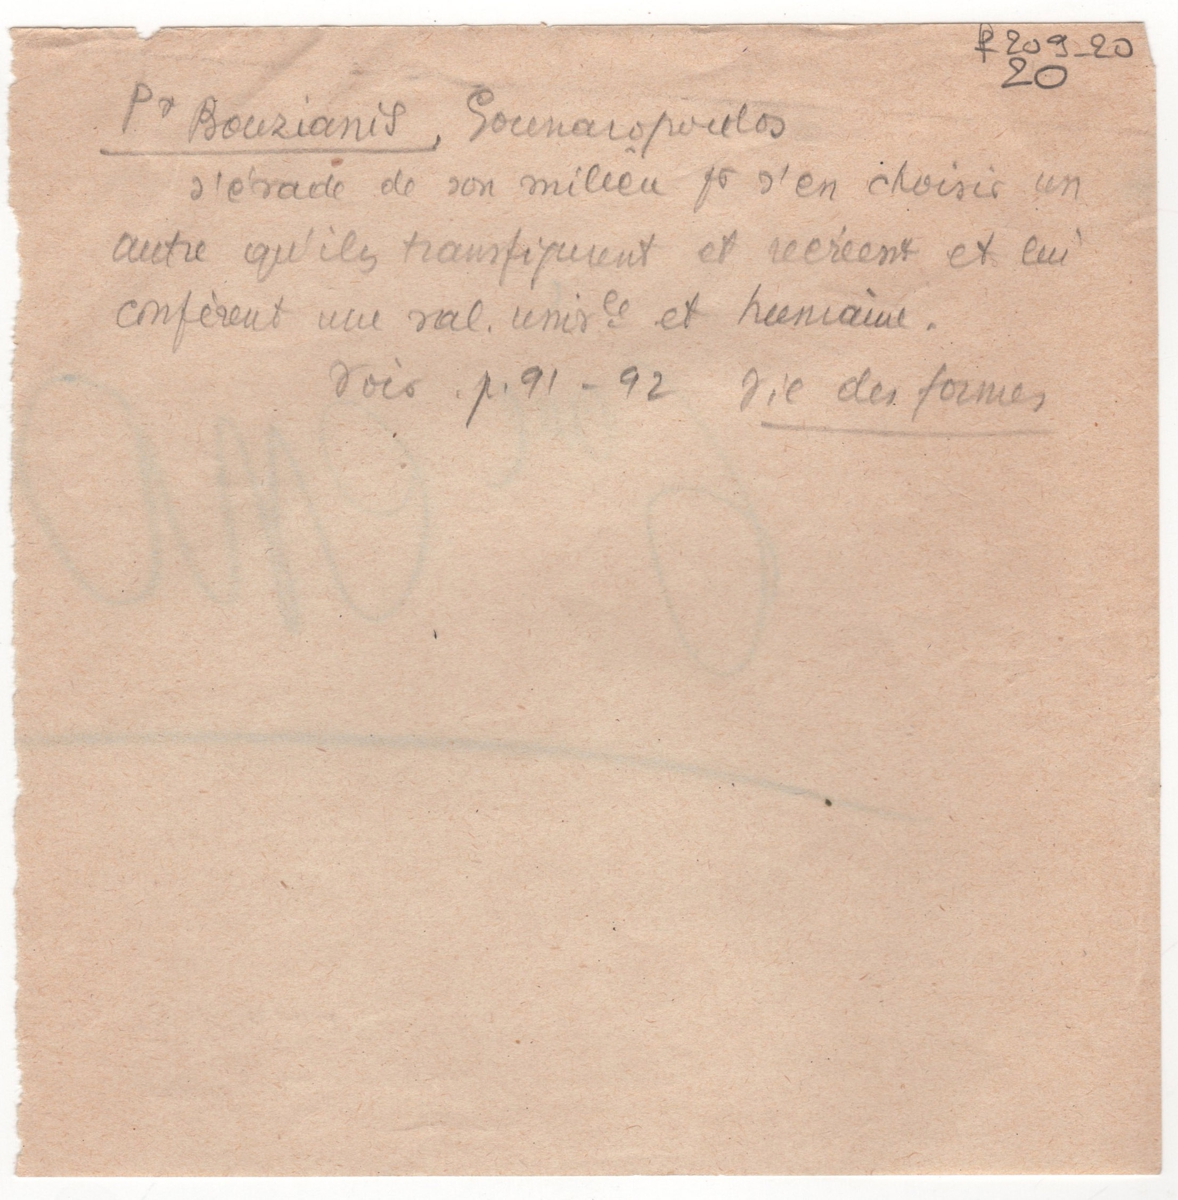 P 209-20
20
Pr Bouzianis, Gounaropoulos
s'évade de son milieu pr s'en choisir un
autre qu'ils transfigurent et recréent et lui
confèrent une val. univlle et humaine.
Voir p. 91 - 92 Vie des formes